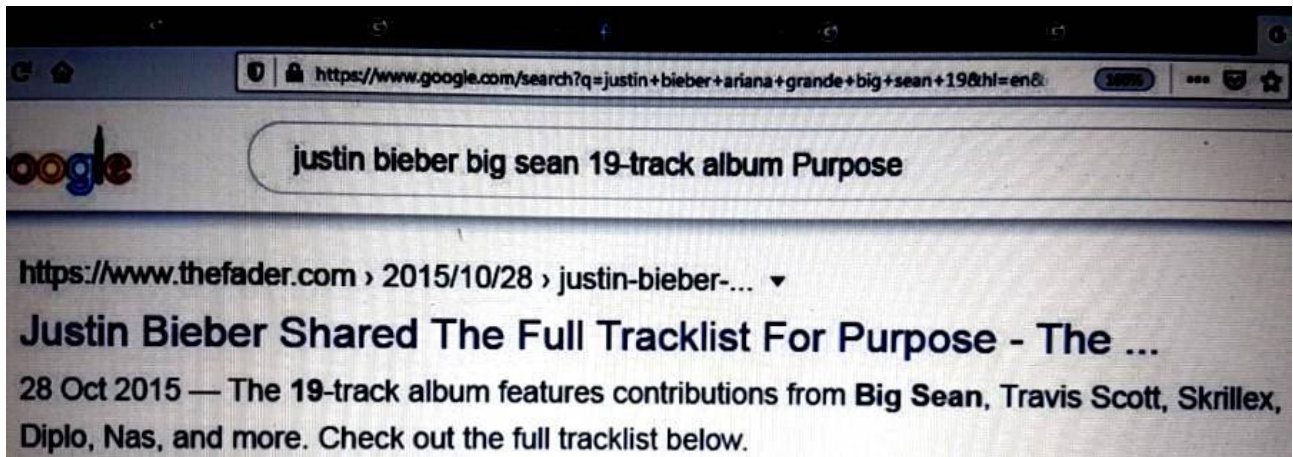 https://www.google.com/search?q=justin+bieber+ariana+grande+big+sean+19&hl=en&
100%
oogle
justin bieber big sean 19-track album Purpose
https://www.thefader.com › 2015/10/28 › justin-bieber-...
Justin Bieber Shared The Full Tracklist For Purpose - The ...
28 Oct 2015 — The 19-track album features contributions from Big Sean, Travis Scott, Skrillex,
Diplo, Nas, and more. Check out the full tracklist below.